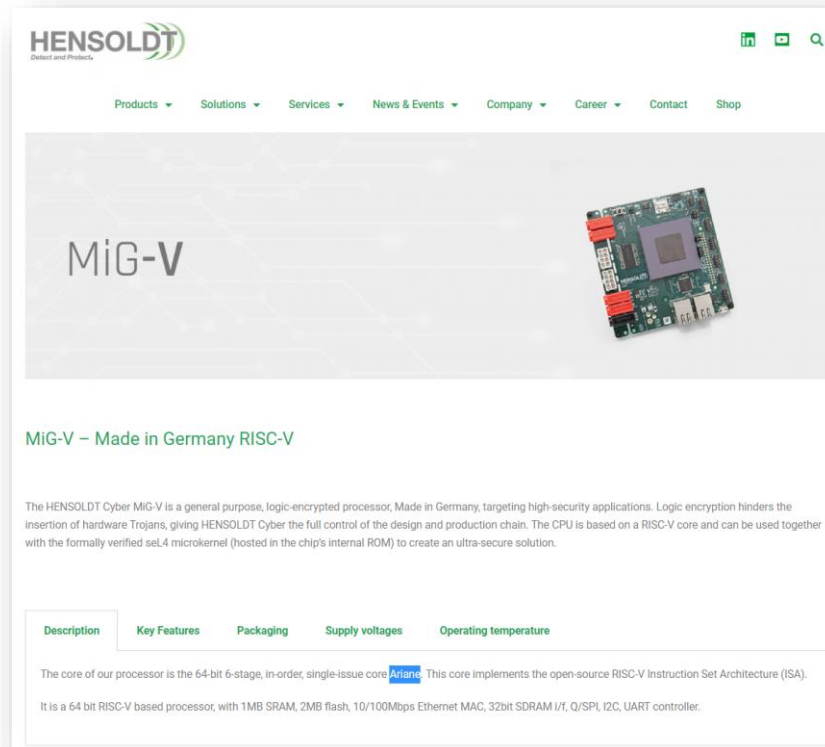 HENSOLDT
Detect and Protect.
Products Solutions Services News & Events Company Career Contact Shop
MiG-V
HENSOLDT
MiG-V – Made in Germany RISC-V
The HENSOLDT Cyber MiG-V is a general purpose, logic-encrypted processor, Made in Germany, targeting high-security applications. Logic encryption hinders the
insertion of hardware Trojans, giving HENSOLDT Cyber the full control of the design and production chain. The CPU is based on a RISC-V core and can be used together
with the formally verified seL4 microkernel (hosted in the chip's internal ROM) to create an ultra-secure solution.
Description Key Features Packaging Supply voltages Operating temperature
The core of our processor is the 64-bit 6-stage, in-order, single-issue core Ariane. This core implements the open-source RISC-V Instruction Set Architecture (ISA).
It is a 64 bit RISC-V based processor, with 1MB SRAM, 2MB flash, 10/100Mbps Ethernet MAC, 32bit SDRAM i/f, Q/SPI, I2C, UART controller.